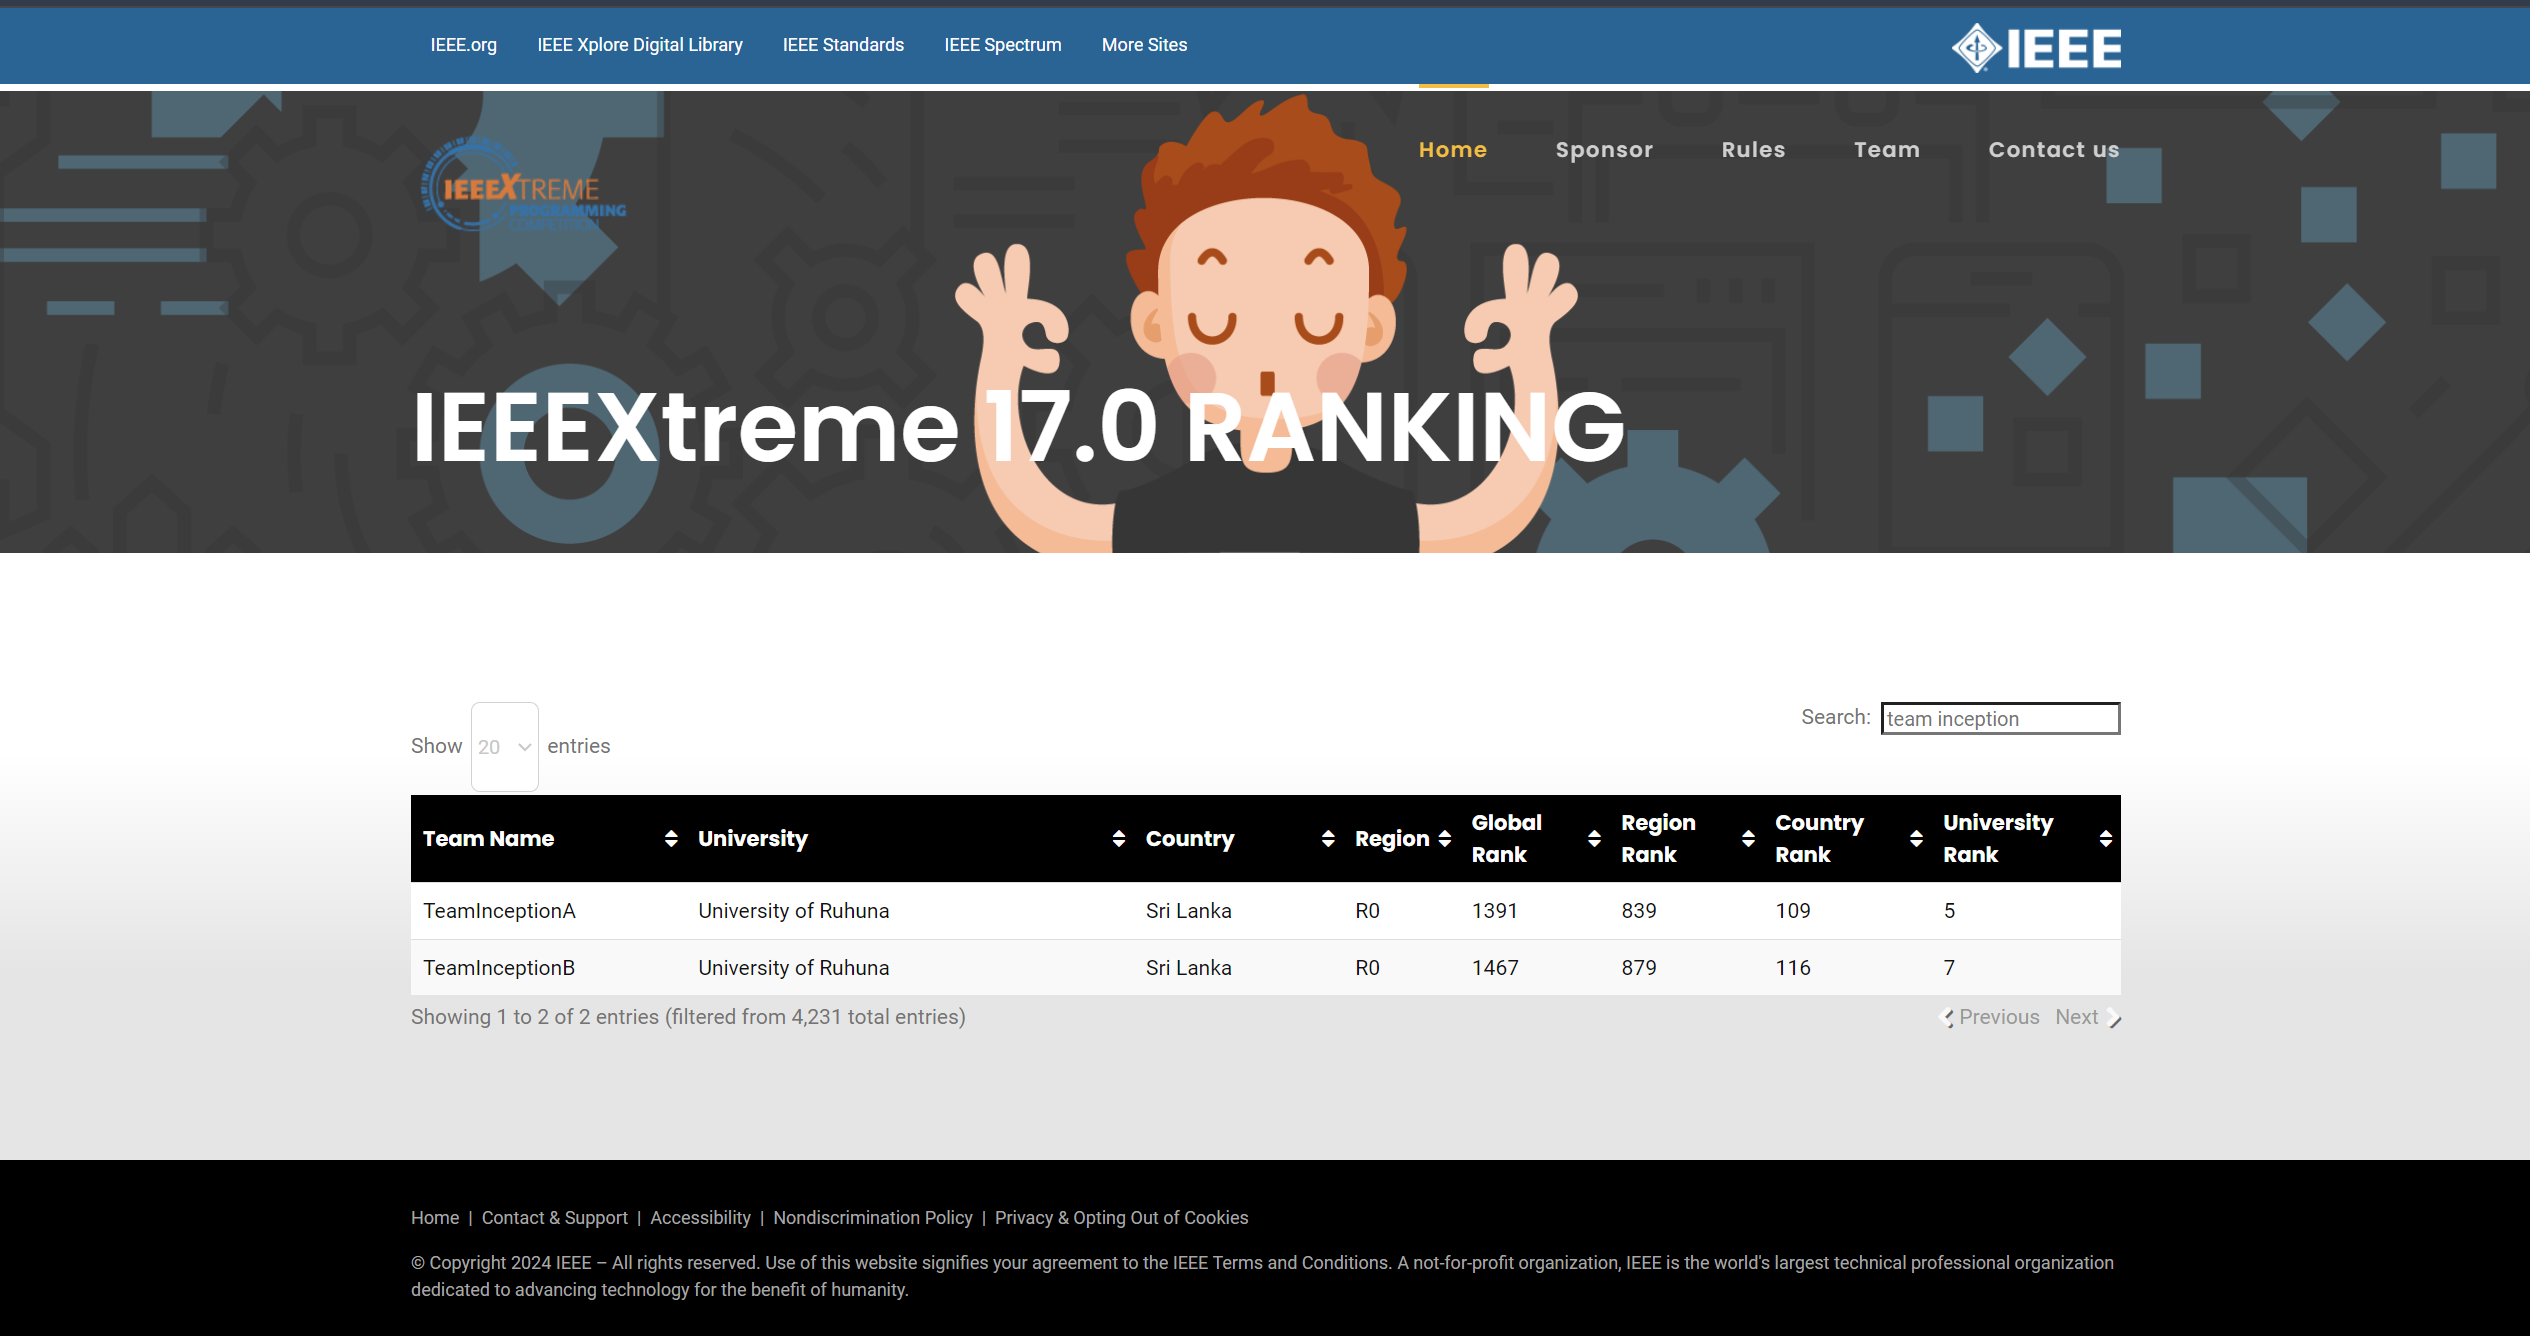 IEEE.org IEEE Xplore Digital Library IEEE Standards IEEE Spectrum More Sites
IEEE
Home Sponsor Rules Team Contact us
IEEEXTREME
PROGRAMMING
COMPETITION
IEEEXtreme 17.0 RANKING
Search: team inception
Show 20 entries
Team Name University Country Region Global Rank Region Rank Country Rank University Rank
TeamInceptionA University of Ruhuna Sri Lanka R0 1391 839 109 5
TeamInceptionB University of Ruhuna Sri Lanka R0 1467 879 116 7
Showing 1 to 2 of 2 entries (filtered from 4,231 total entries) Previous Next
Home | Contact & Support | Accessibility | Nondiscrimination Policy | Privacy & Opting Out of Cookies
© Copyright 2024 IEEE – All rights reserved. Use of this website signifies your agreement to the IEEE Terms and Conditions. A not-for-profit organization, IEEE is the world's largest technical professional organization
dedicated to advancing technology for the benefit of humanity.